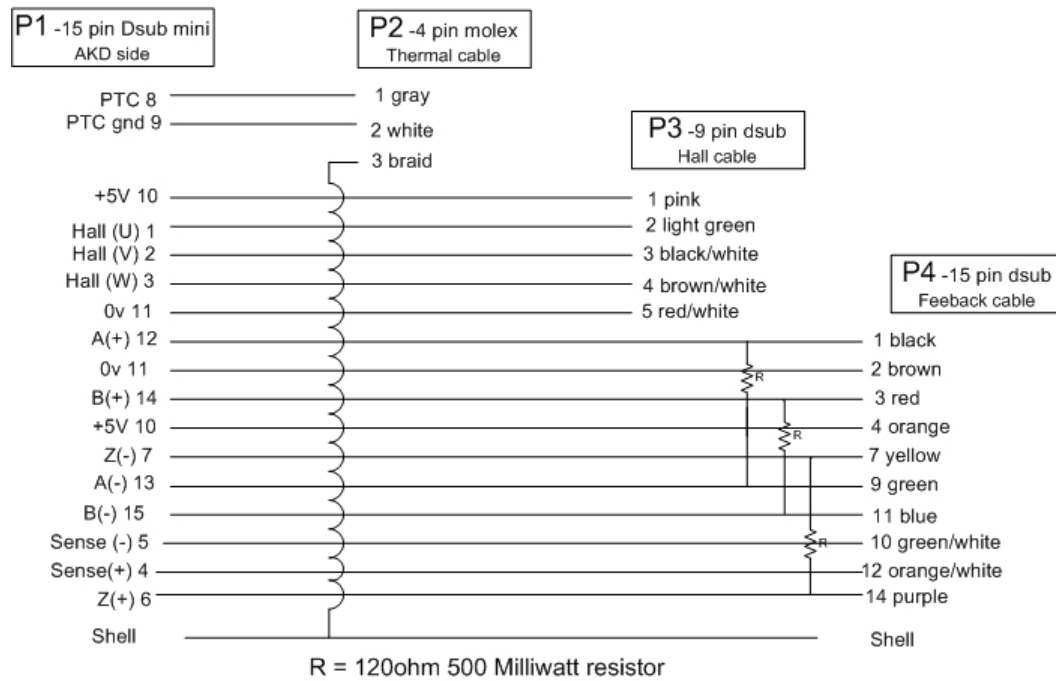 P1 -15 pin Dsub mini
AKD side
P2 -4 pin molex
Thermal cable
PTC 8
1 gray
PTC gnd 9
2 white
3 braid
P3 -9 pin dsub
Hall cable
+5V 10
1 pink
Hall (U) 1
2 light green
Hall (V) 2
3 black/white
Hall (W) 3
4 brown/white
0v 11
5 red/white
P4 -15 pin dsub
Feeback cable
A(+) 12
1 black
0v 11
2 brown
R
B(+) 14
3 red
+5V 10
4 orange
R
Z(-) 7
7 yellow
A(-) 13
9 green
B(-) 15
11 blue
Sense (-) 5
R
10 green/white
Sense(+) 4
12 orange/white
Z(+) 6
14 purple
Shell
Shell
R = 120ohm 500 Milliwatt resistor